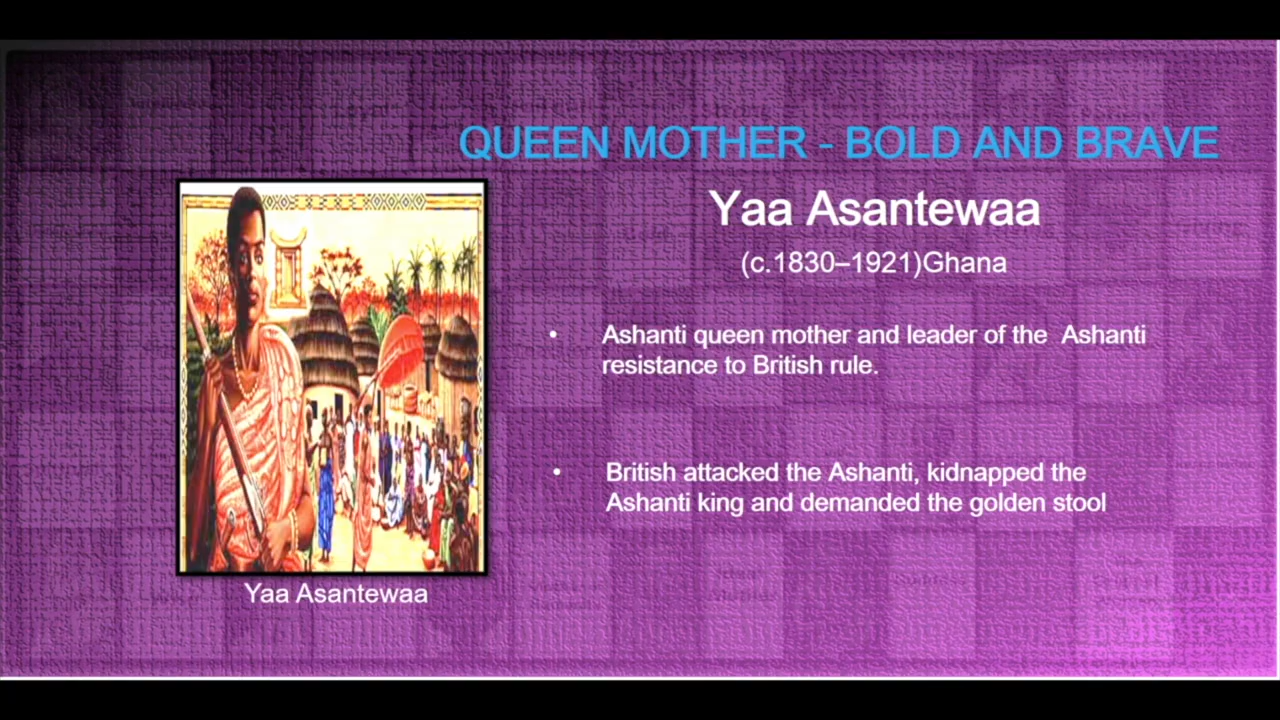 QUEEN MOTHER - BOLD AND BRAVE
Yaa Asantewaa
(c.1830–1921)Ghana
• Ashanti queen mother and leader of the  Ashanti
resistance to British rule.
• British attacked the Ashanti, kidnapped the
Ashanti king and demanded the golden stool
Yaa Asantewaa